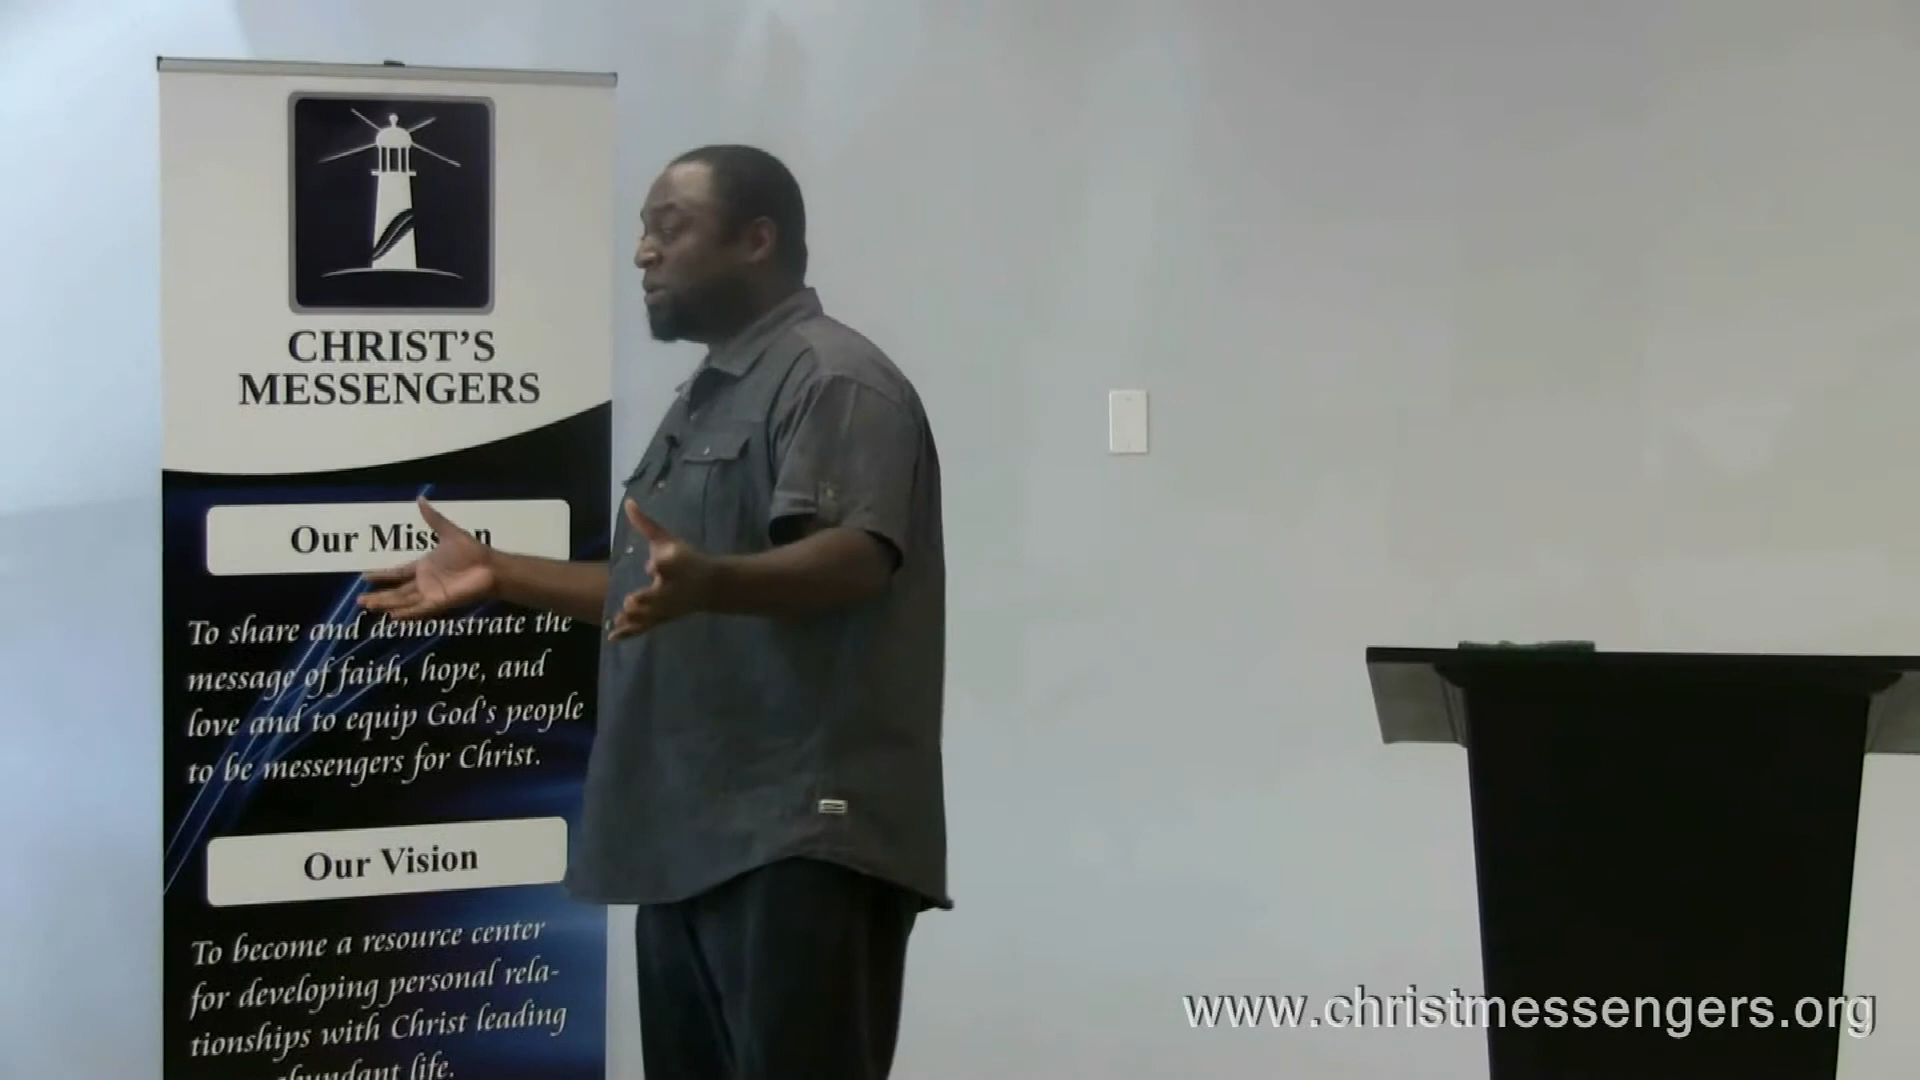 CHRIST'S
MESSENGERS
Our
To share and demonstrate the
message of faith, hope, and
love and to equip God's people
to be messengers for Christ.
Our Vision
To become a resource center
for developing personal rela-
tionships with Christ leading
life.
www.christmessengers.org